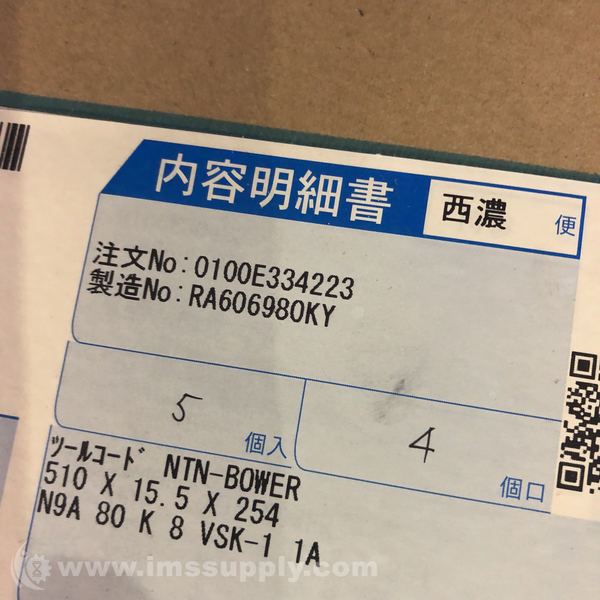 内容明細書
西濃 便
注文No:0100E334223
製造No:RA606980KY
5 個入
4 個口
ツールコード NTN-BOWER
510 X 15.5 X 254
N9A 80 K 8 VSK-1 1A
www.imssupply.com